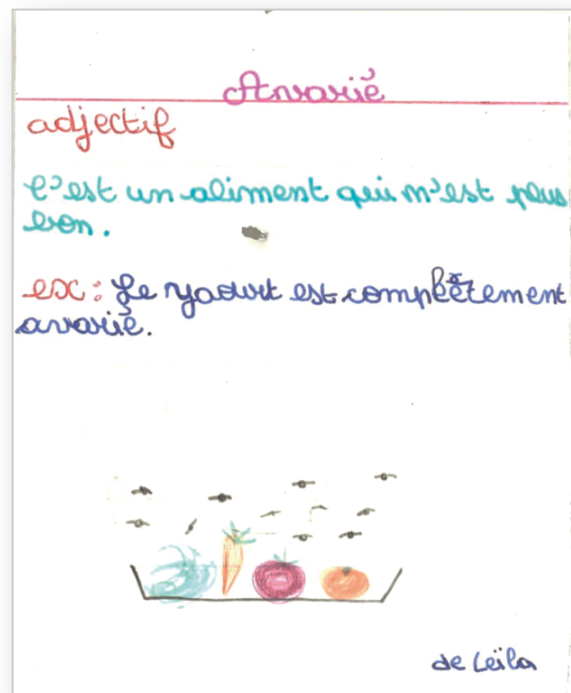 Avarié
adjectif
C'est un aliment qui n'est plus
bon.
ex : Le yaourt est complètement
avarié.
de Leïla